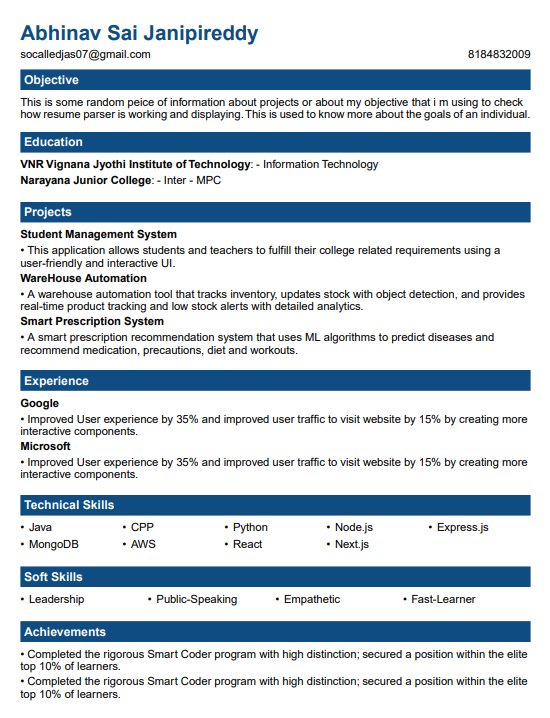 Abhinav Sai Janipireddy
socalledjas07@gmail.com 8184832009
Objective
This is some random peice of information about projects or about my objective that i m using to check
how resume parser is working and displaying. This is used to know more about the goals of an individual.
Education
VNR Vignana Jyothi Institute of Technology: - Information Technology
Narayana Junior College: - Inter - MPC
Projects
Student Management System
• This application allows students and teachers to fulfill their college related requirements using a
user-friendly and interactive UI.
WareHouse Automation
• A warehouse automation tool that tracks inventory, updates stock with object detection, and provides
real-time product tracking and low stock alerts with detailed analytics.
Smart Prescription System
• A smart prescription recommendation system that uses ML algorithms to predict diseases and
recommend medication, precautions, diet and workouts.
Experience
Google
• Improved User experience by 35% and improved user traffic to visit website by 15% by creating more
interactive components.
Microsoft
• Improved User experience by 35% and improved user traffic to visit website by 15% by creating more
interactive components.
Technical Skills
• Java • CPP • Python • Node.js • Express.js
• MongoDB • AWS • React • Next.js
Soft Skills
• Leadership • Public-Speaking • Empathetic • Fast-Learner
Achievements
• Completed the rigorous Smart Coder program with high distinction; secured a position within the elite
top 10% of learners.
• Completed the rigorous Smart Coder program with high distinction; secured a position within the elite
top 10% of learners.